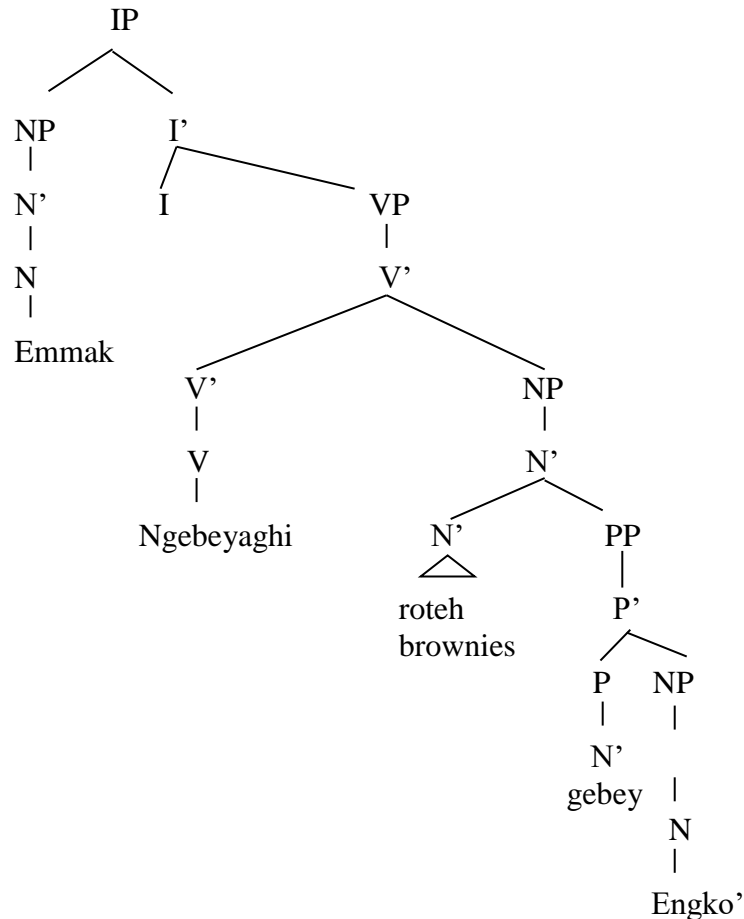 IP
NP I’
N’ I VP
N V’
Emmak
V’ NP
V N’
Ngebeyaghi N’ PP
roteh P’
brownies
P NP
N’
gebey
N
Engko’